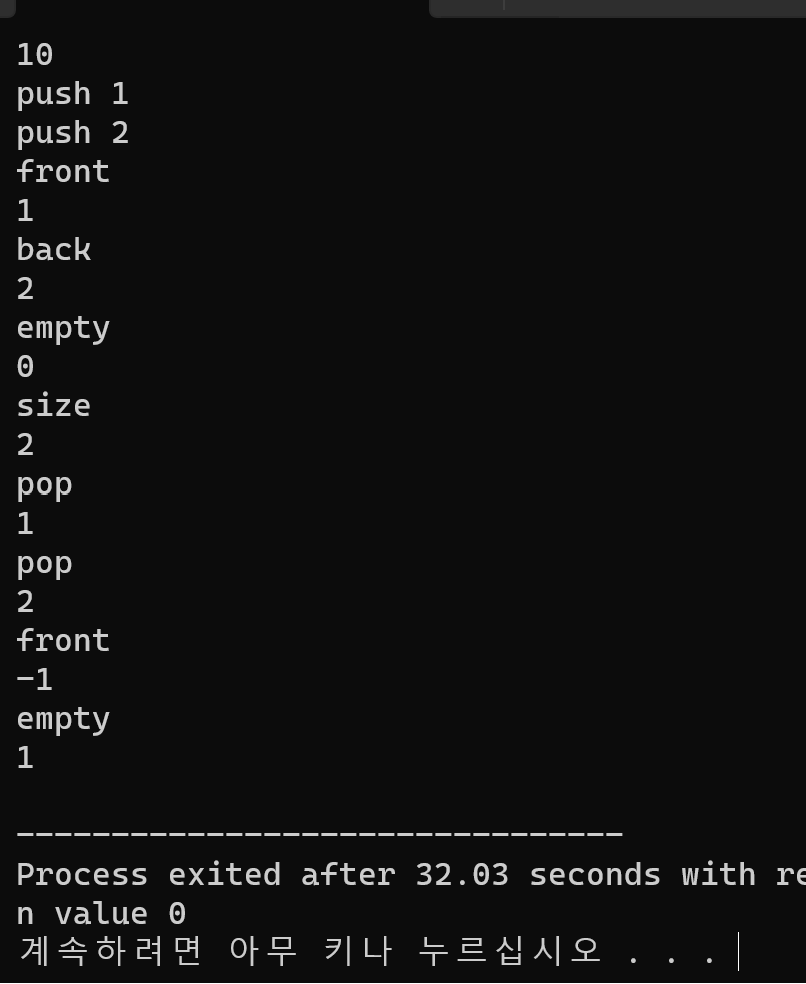 10
push 1
push 2
front
1
back
2
empty
0
size
2
pop
1
pop
2
front
-1
empty
1
--------------------------------
Process exited after 32.03 seconds with re
n value 0
계속하려면 아무 키나 누르십시오 . . .